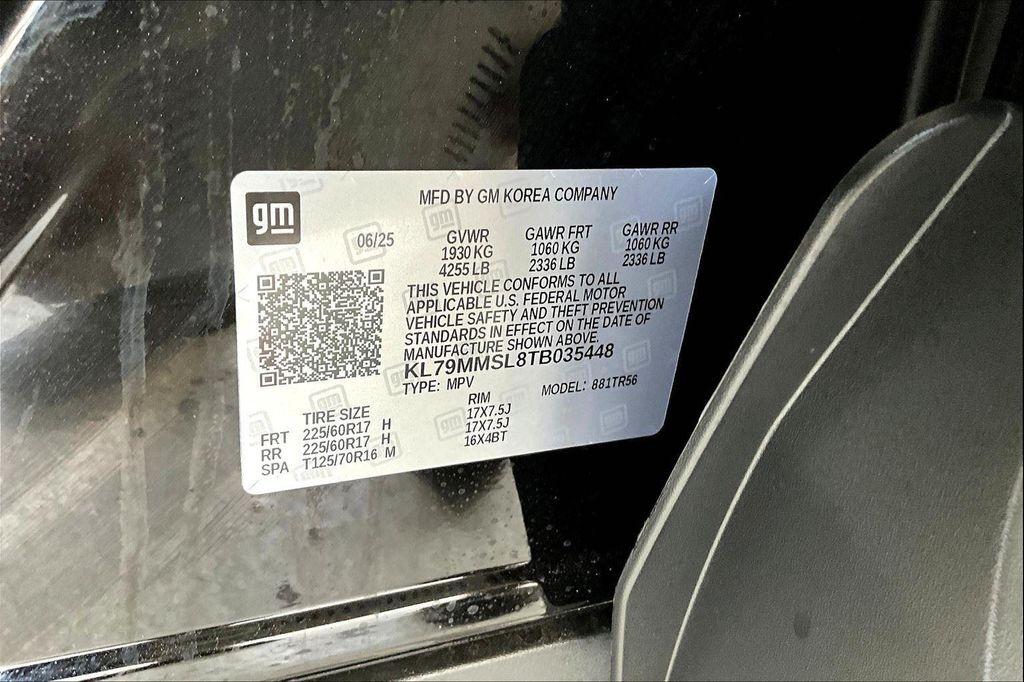 gm
MFD BY GM KOREA COMPANY
06/25
GVWR GAWR FRT GAWR RR
1930 KG 1060 KG 1060 KG
4255 LB 2336 LB 2336 LB
THIS VEHICLE CONFORMS TO ALL
APPLICABLE U.S. FEDERAL MOTOR
VEHICLE SAFETY AND THEFT PREVENTION
STANDARDS IN EFFECT ON THE DATE OF
MANUFACTURE SHOWN ABOVE.
KL79MMSL8TB035448
TYPE: MPV MODEL: 881TR56
TIRE SIZE RIM
FRT 225/60R17 H 17X7.5J
RR 225/60R17 H 17X7.5J
SPA T125/70R16 M 16X4BT